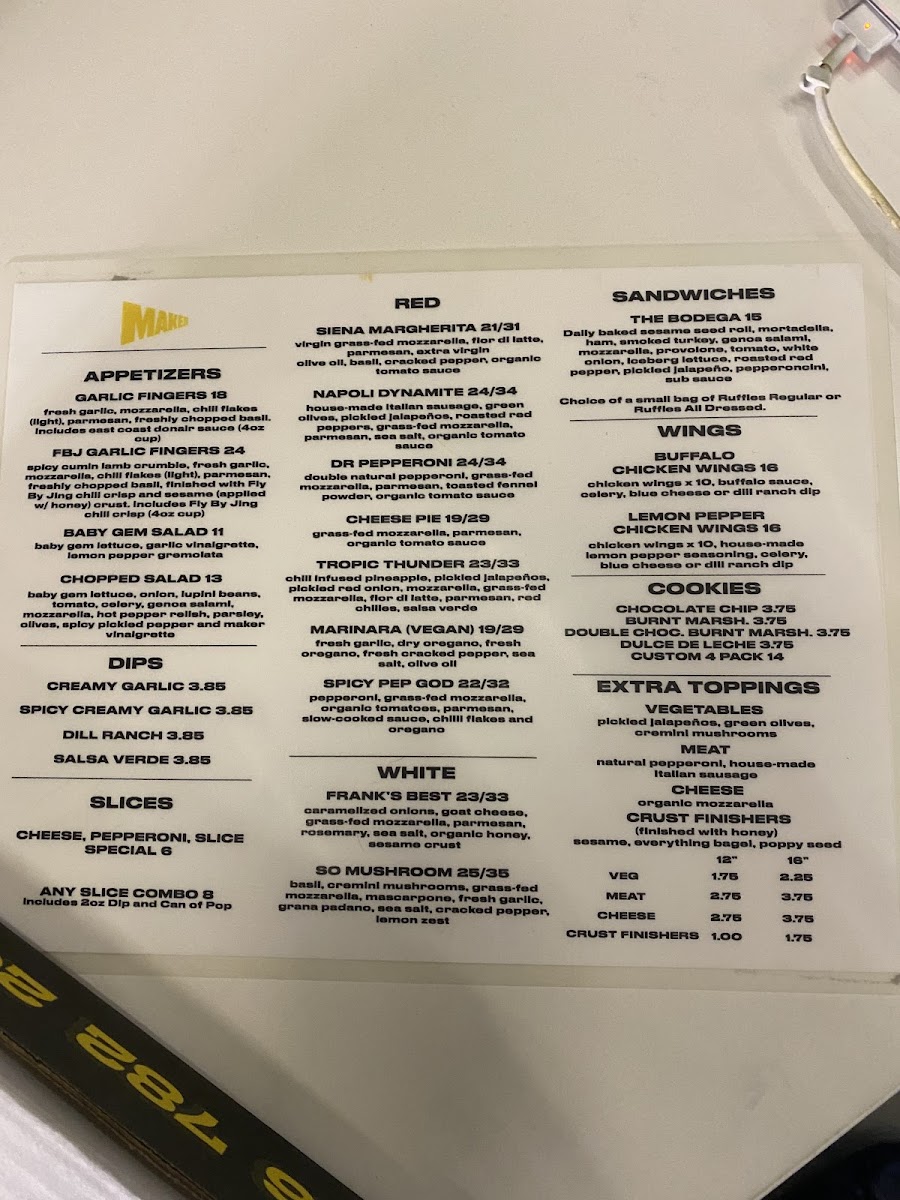 MAKER
APPETIZERS
GARLIC FINGERS 18
fresh garlic, mozzarella, chili flakes
(light), parmesan, freshly chopped basil.
Includes east coast donair sauce (4oz
cup)
FBJ GARLIC FINGERS 24
spicy cumin lamb crumble, fresh garlic,
mozzarella, chili flakes (light), parmesan,
freshly chopped basil, finished with Fly
By Jing chili crisp and sesame (applied
w/ honey) crust. Includes Fly By Jing
chili crisp (4oz cup)
BABY GEM SALAD 11
baby gem lettuce, garlic vinaigrette,
lemon pepper gremolata
CHOPPED SALAD 13
baby gem lettuce, onion, lupini beans,
tomato, celery, genoa salami,
mozzarella, hot pepper relish, parsley,
olives, spicy pickled pepper and maker
vinaigrette
DIPS
CREAMY GARLIC 3.85
SPICY CREAMY GARLIC 3.85
DILL RANCH 3.85
SALSA VERDE 3.85
SLICES
CHEESE, PEPPERONI, SLICE
SPECIAL 6
ANY SLICE COMBO 8
Includes 2oz Dip and Can of Pop
RED
SIENA MARGHERITA 21/31
virgin grass-fed mozzarella, fior di latte,
parmesan, extra virgin
olive oil, basil, cracked pepper, organic
tomato sauce
NAPOLI DYNAMITE 24/34
house-made Italian sausage, green
olives, pickled jalapeños, roasted red
peppers, grass-fed mozzarella,
parmesan, sea salt, organic tomato
sauce
DR PEPPERONI 24/34
double natural pepperoni, grass-fed
mozzarella, parmesan, toasted fennel
powder, organic tomato sauce
CHEESE PIE 19/29
grass-fed mozzarella, parmesan,
organic tomato sauce
TROPIC THUNDER 23/33
chili infused pineapple, pickled jalapeños,
pickled red onion, mozzarella, grass-fed
mozzarella, fior di latte, parmesan, red
chilies, salsa verde
MARINARA (VEGAN) 19/29
fresh garlic, dry oregano, fresh
oregano, fresh cracked pepper, sea
salt, olive oil
SPICY PEP GOD 22/32
pepperoni, grass-fed mozzarella,
organic tomatoes, parmesan,
slow-cooked sauce, chilli flakes and
oregano
WHITE
FRANK'S BEST 23/33
caramelized onions, goat cheese,
grass-fed mozzarella, parmesan,
rosemary, sea salt, organic honey,
sesame crust
SO MUSHROOM 25/35
basil, cremini mushrooms, grass-fed
mozzarella, mascarpone, fresh garlic,
grana padano, sea salt, cracked pepper,
lemon zest
SANDWICHES
THE BODEGA 15
Daily baked sesame seed roll, mortadella,
ham, smoked turkey, genoa salami,
mozzarella, provolone, tomato, white
onion, iceberg lettuce, roasted red
pepper, pickled jalapeño, pepperoncini,
sub sauce
Choice of a small bag of Ruffles Regular or
Ruffles All Dressed.
WINGS
BUFFALO
CHICKEN WINGS 16
chicken wings x 10, buffalo sauce,
celery, blue cheese or dill ranch dip
LEMON PEPPER
CHICKEN WINGS 16
chicken wings x 10, house-made
lemon pepper seasoning, celery,
blue cheese or dill ranch dip
COOKIES
CHOCOLATE CHIP 3.75
BURNT MARSH. 3.75
DOUBLE CHOC. BURNT MARSH. 3.75
DULCE DE LECHE 3.75
CUSTOM 4 PACK 14
EXTRA TOPPINGS
VEGETABLES
pickled jalapeños, green olives,
cremini mushrooms
MEAT
natural pepperoni, house-made
Italian sausage
CHEESE
organic mozzarella
CRUST FINISHERS
(finished with honey)
sesame, everything bagel, poppy seed
12" 16"
VEG 1.75 2.25
MEAT 2.75 3.75
CHEESE 2.75 3.75
CRUST FINISHERS 1.00 1.75
782